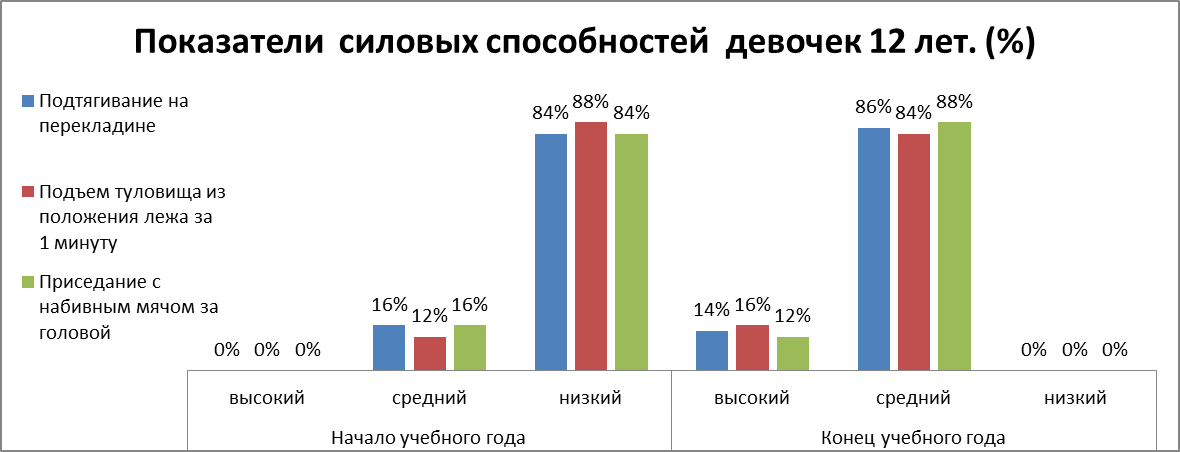 Показатели силовых способностей девочек 12 лет. (%)
Подтягивание на
перекладине
Подъем туловища из
положения лежа за
1 минуту
Приседание с
набивным мячом за
головой
0% 0% 0%
16% 12% 16%
84% 88% 84%
14% 16% 12%
86% 84% 88%
0% 0% 0%
высокий средний низкий высокий средний низкий
Начало учебного года Конец учебного года